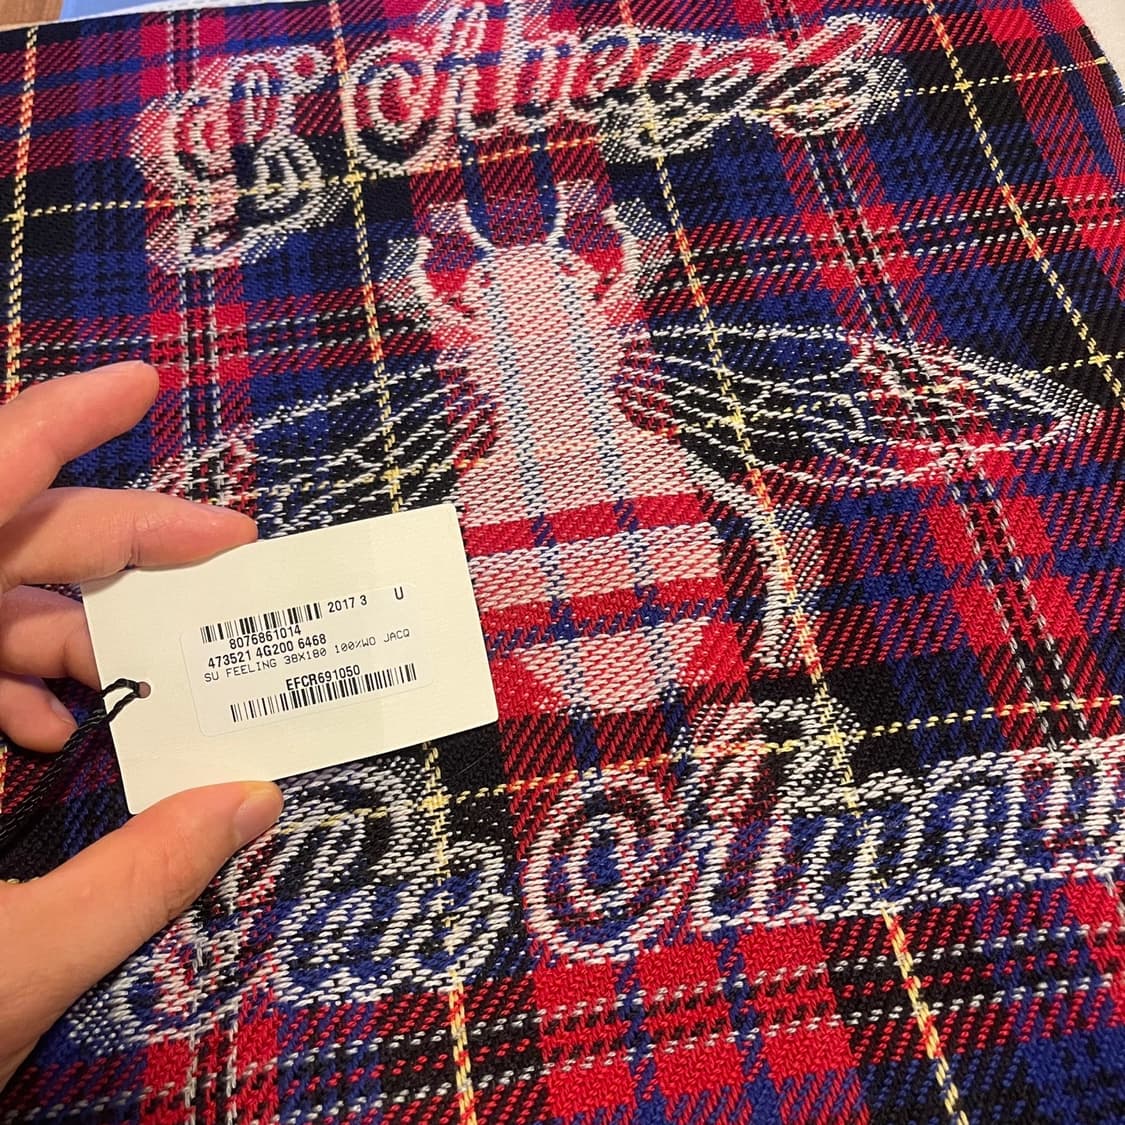 2017 3 U
8076861014
473521 4G200 6468
SU FEELING 38X180 100%WO JACQ
EFCR691050